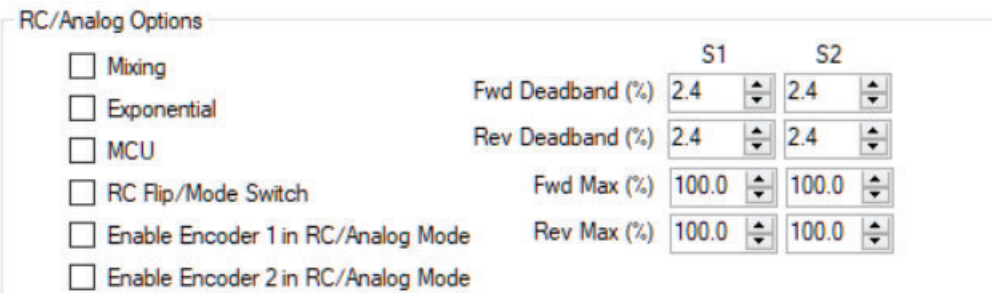 RC/Analog Options
Mixing
Exponential
MCU
RC Flip/Mode Switch
Enable Encoder 1 in RC/Analog Mode
Enable Encoder 2 in RC/Analog Mode
S1 S2
Fwd Deadband (%) 2.4 2.4
Rev Deadband (%) 2.4 2.4
Fwd Max (%) 100.0 100.0
Rev Max (%) 100.0 100.0